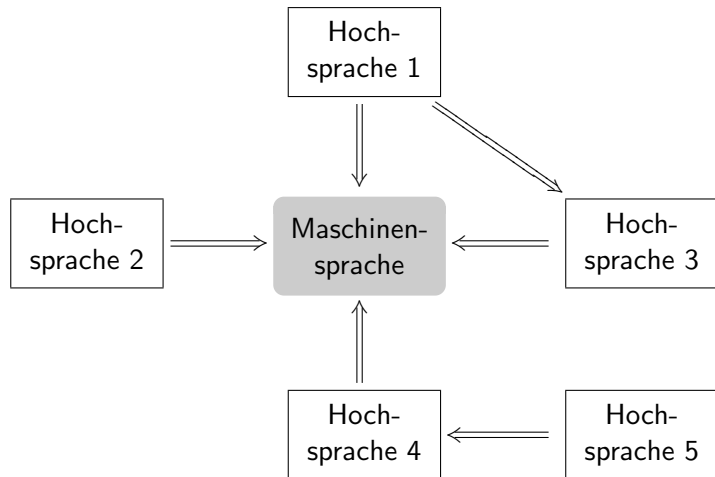 Hoch-
sprache 1
Hoch-
sprache 2
Maschinen-
sprache
Hoch-
sprache 3
Hoch-
sprache 4
Hoch-
sprache 5